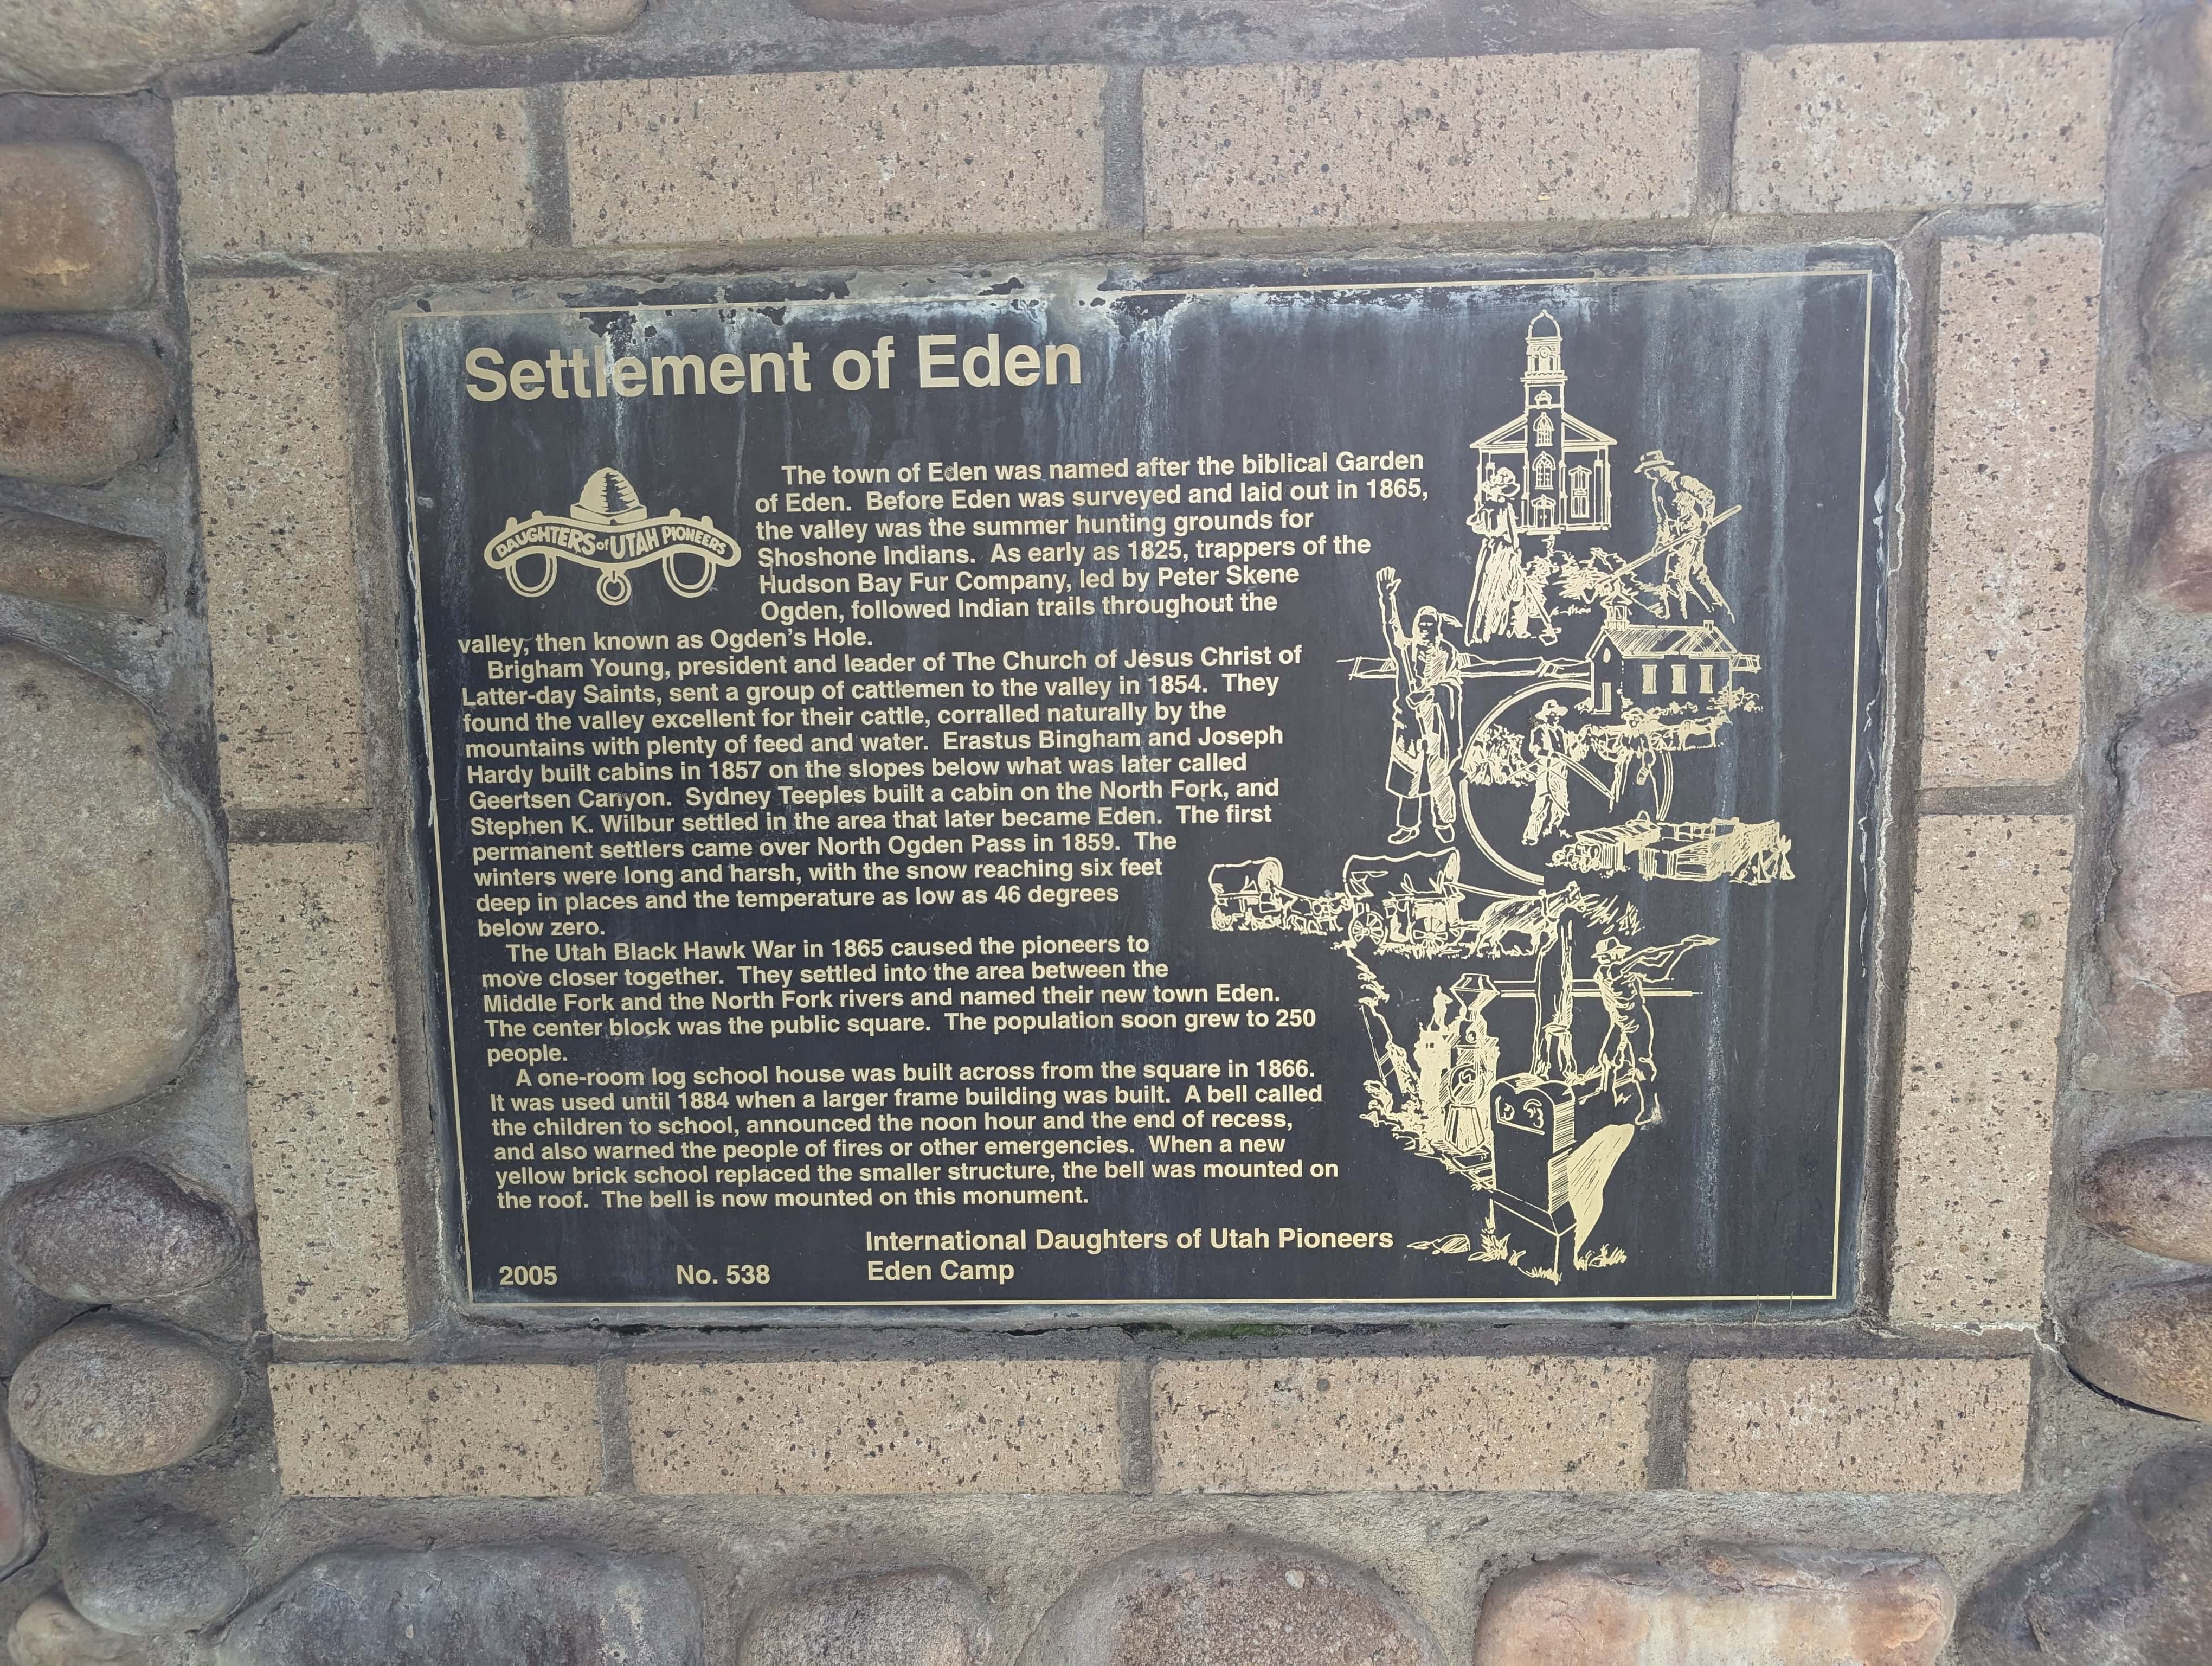 Settlement of Eden
DAUGHTERS of UTAH PIONEERS
The town of Eden was named after the biblical Garden
of Eden. Before Eden was surveyed and laid out in 1865,
the valley was the summer hunting grounds for
Shoshone Indians. As early as 1825, trappers of the
Hudson Bay Fur Company, led by Peter Skene
Ogden, followed Indian trails throughout the
valley, then known as Ogden's Hole.
Brigham Young, president and leader of The Church of Jesus Christ of
Latter-day Saints, sent a group of cattlemen to the valley in 1854. They
found the valley excellent for their cattle, corralled naturally by the
mountains with plenty of feed and water. Erastus Bingham and Joseph
Hardy built cabins in 1857 on the slopes below what was later called
Geertsen Canyon. Sydney Teeples built a cabin on the North Fork, and
Stephen K. Wilbur settled in the area that later became Eden. The first
permanent settlers came over North Ogden Pass in 1859. The
winters were long and harsh, with the snow reaching six feet
deep in places and the temperature as low as 46 degrees
below zero.
The Utah Black Hawk War in 1865 caused the pioneers to
move closer together. They settled into the area between the
Middle Fork and the North Fork rivers and named their new town Eden.
The center block was the public square. The population soon grew to 250
people.
A one-room log school house was built across from the square in 1866.
It was used until 1884 when a larger frame building was built. A bell called
the children to school, announced the noon hour and the end of recess,
and also warned the people of fires or other emergencies. When a new
yellow brick school replaced the smaller structure, the bell was mounted on
the roof. The bell is now mounted on this monument.
International Daughters of Utah Pioneers
2005 No. 538 Eden Camp